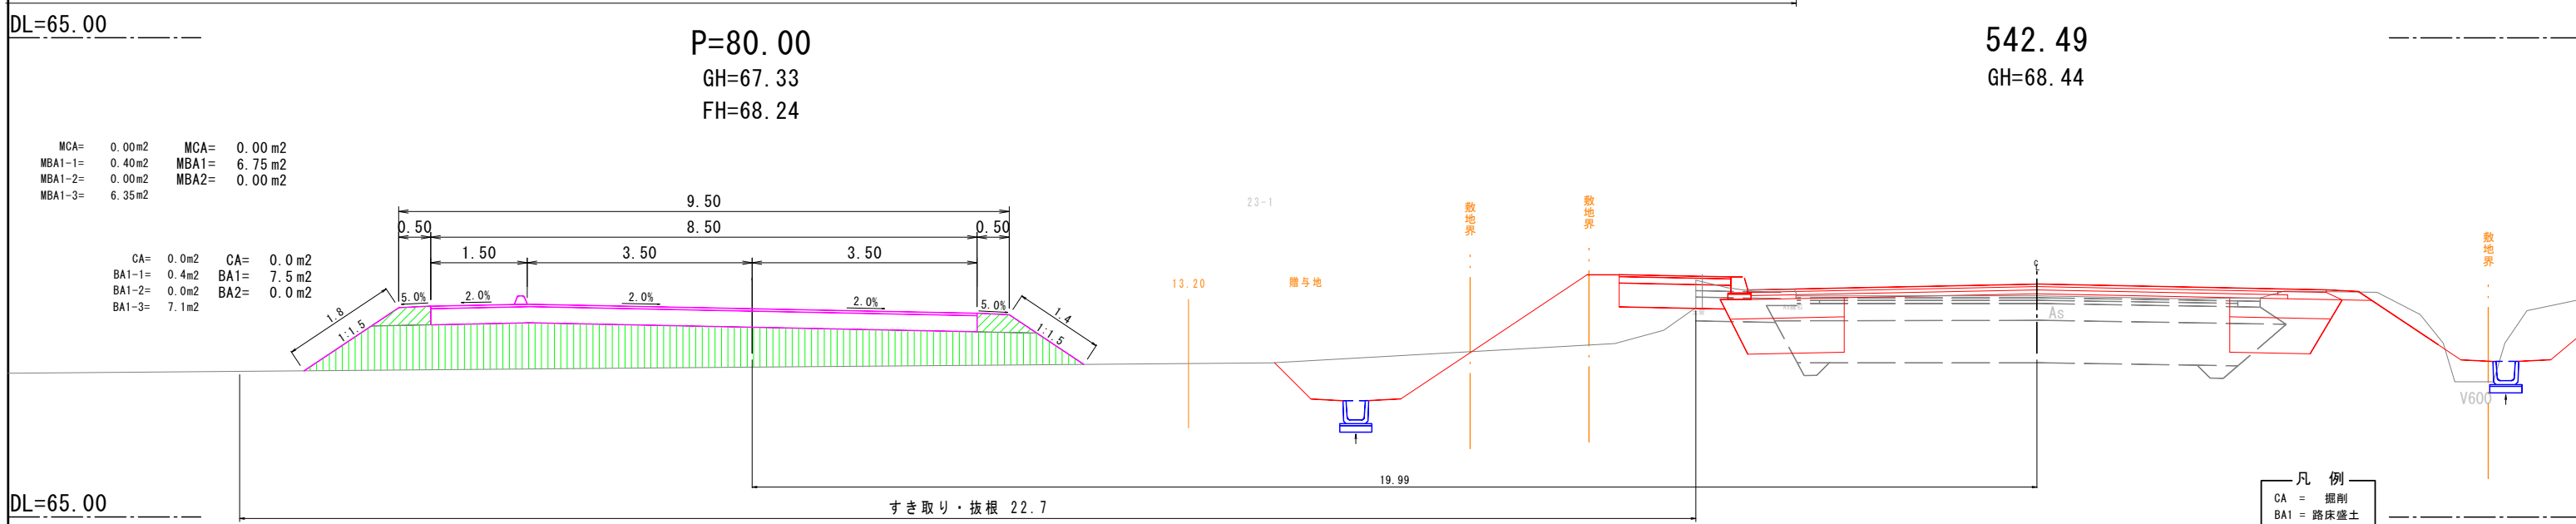 DL=65.00
P=80.00
GH=67.33
FH=68.24
542.49
GH=68.44
MCA= 0.00m2 MCA= 0.00m2
MBA1-1= 0.40m2 MBA1= 6.75m2
MBA1-2= 0.00m2 MBA2= 0.00m2
MBA1-3= 6.35m2
CA= 0.0m2 CA= 0.0m2
BA1-1= 0.4m2 BA1= 7.5m2
BA1-2= 0.0m2 BA2= 0.0m2
BA1-3= 7.1m2
9.50
0.50 8.50 0.50
1.50 3.50 3.50
5.0% 2.0% 2.0% 2.0% 5.0%
1.8
1:1.5
1.4
1:1.5
23-1
13.20
贈与地
敷地界
敷地界
敷地界
As
V600
19.99
すき取り・抜根 22.7
DL=65.00
凡 例
CA = 掘削
BA1 = 路床盛土